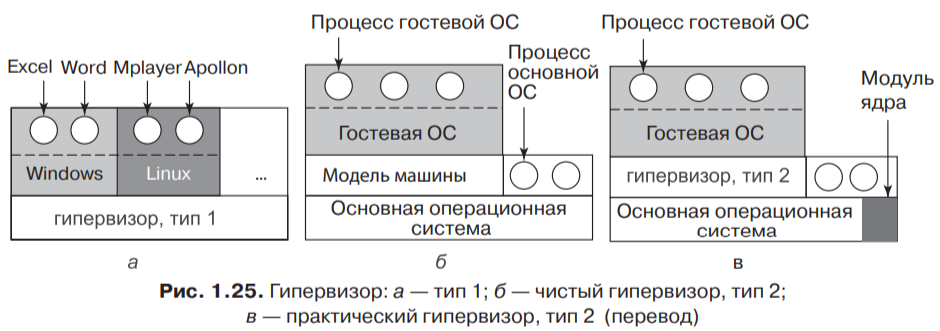 Excel Word Mplayer Apollon
Windows
Linux
...
гипервизор, тип 1
а
Процесс гостевой ОС
Процесс
основной
ОС
Гостевая ОС
Модель машины
Основная операционная
система
б
Процесс гостевой ОС
Модуль
ядра
Гостевая ОС
гипервизор, тип 2
Основная операционная
система
в
Рис. 1.25. Гипервизор: а — тип 1; б — чистый гипервизор, тип 2;
в — практический гипервизор, тип 2 (перевод)